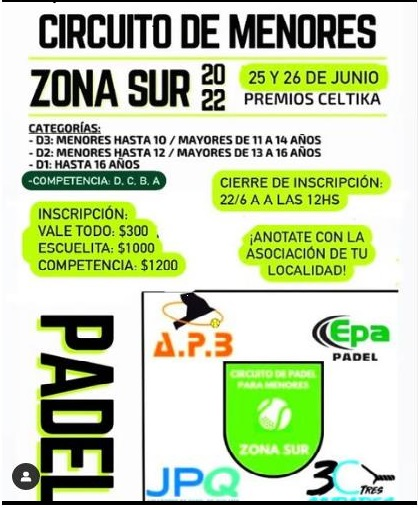 CIRCUITO DE MENORES
ZONA SUR 2022
25 Y 26 DE JUNIO
PREMIOS CELTIKA
CATEGORÍAS:
- D3: MENORES HASTA 10 / MAYORES DE 11 A 14 AÑOS
- D2: MENORES HASTA 12 / MAYORES DE 13 A 16 AÑOS
- D1: HASTA 16 AÑOS
-COMPETENCIA: D, C, B, A
CIERRE DE INSCRIPCIÓN:
22/6 A A LAS 12HS
INSCRIPCIÓN:
VALE TODO: $300
ESCUELITA: $1000
COMPETENCIA: $1200
¡ANOTATE CON LA
ASOCIACIÓN DE TU
LOCALIDAD!
PADEL
A.P.B
Epa
PADEL
CIRCUITO DE PADEL
PARA MENORES
ZONA SUR
JPQ
3C TRES